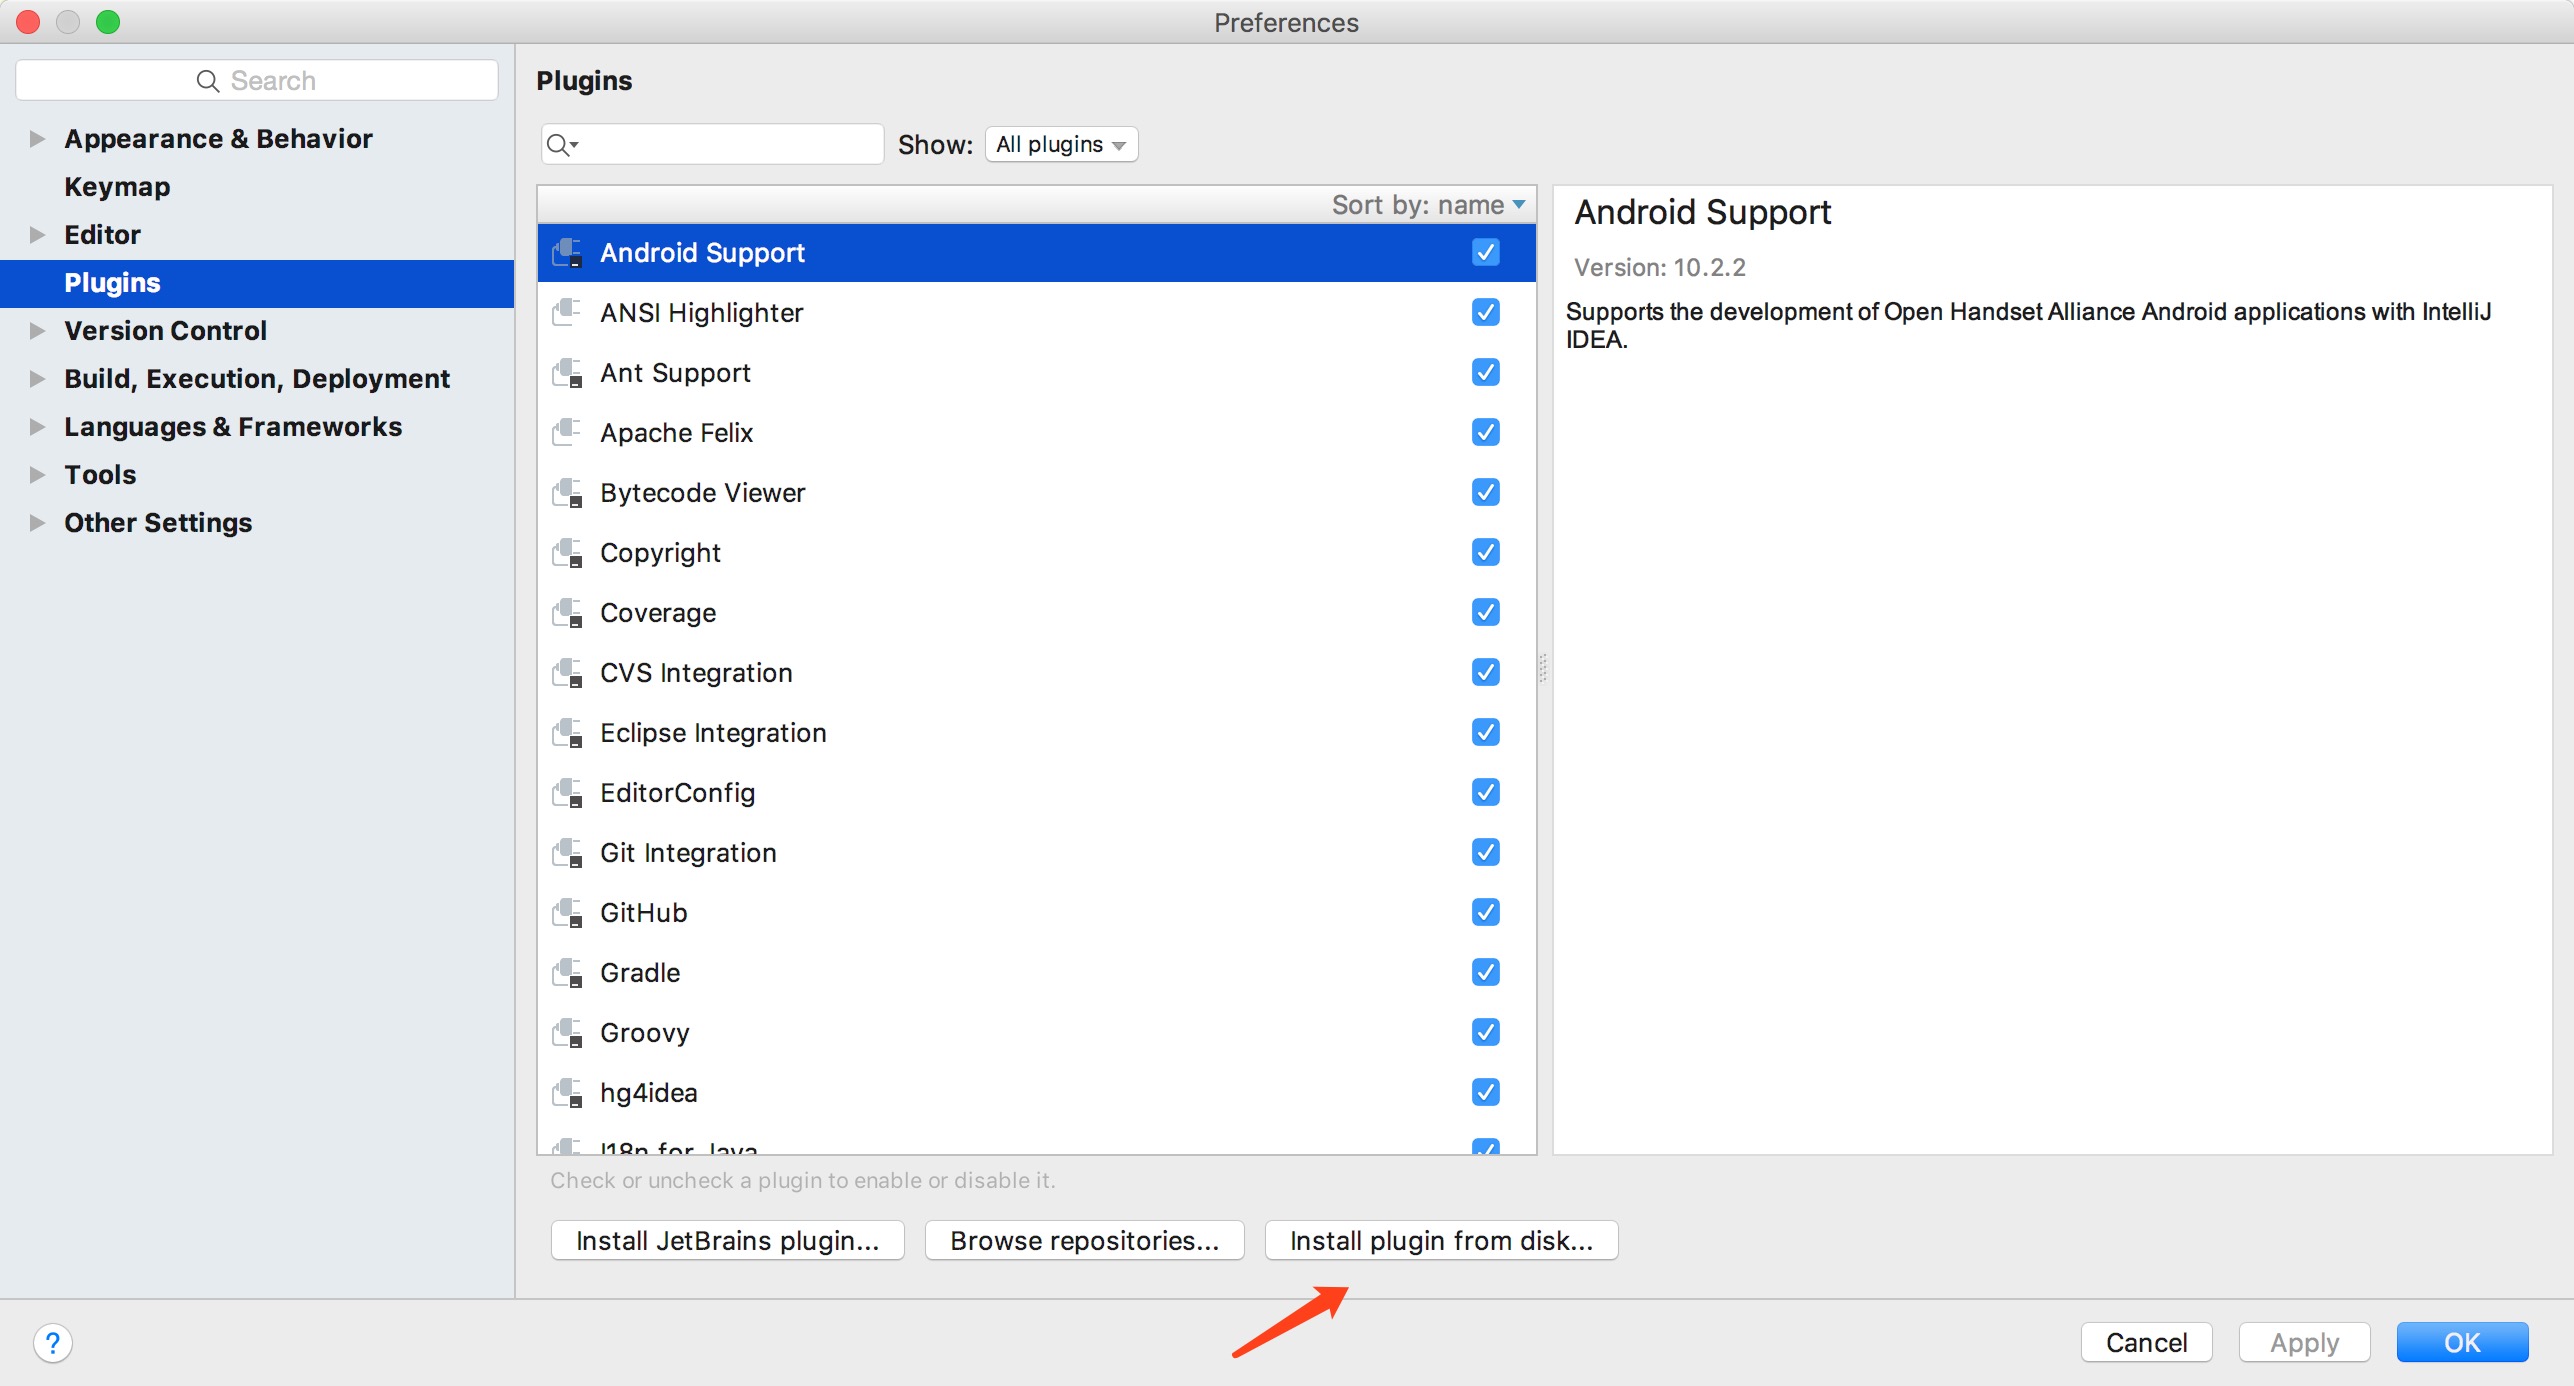 Preferences
Search
Appearance & Behavior
Keymap
Editor
Plugins
Version Control
Build, Execution, Deployment
Languages & Frameworks
Tools
Other Settings
Plugins
Show: All plugins
Sort by: name
Android Support
ANSI Highlighter
Ant Support
Apache Felix
Bytecode Viewer
Copyright
Coverage
CVS Integration
Eclipse Integration
EditorConfig
Git Integration
GitHub
Gradle
Groovy
hg4idea
I18n for Java
Check or uncheck a plugin to enable or disable it.
Install JetBrains plugin...
Browse repositories...
Install plugin from disk...
Android Support
Version: 10.2.2
Supports the development of Open Handset Alliance Android applications with IntelliJ
IDEA.
?
Cancel
Apply
OK